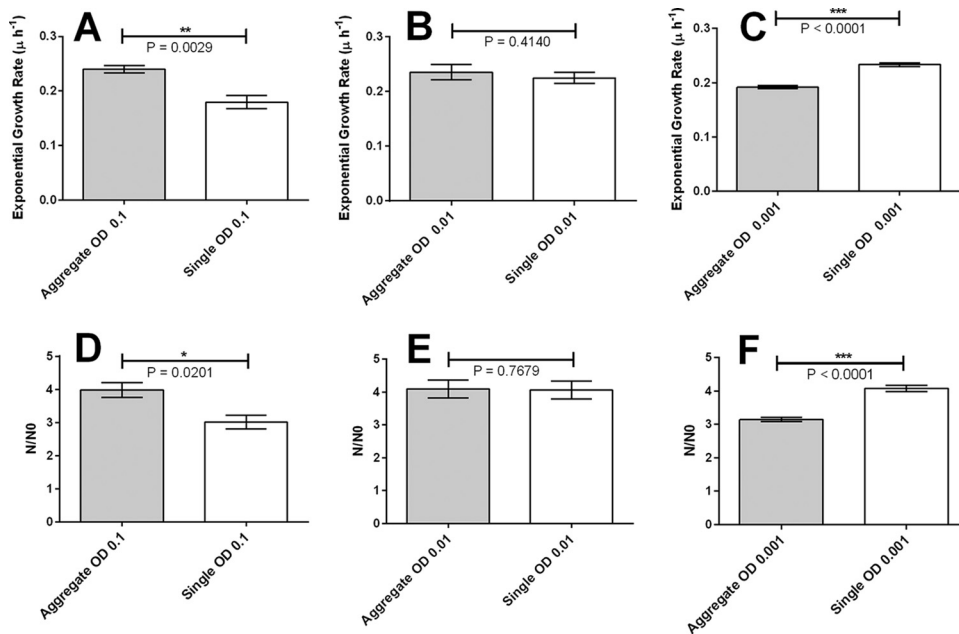 A
**
P = 0.0029
Exponential Growth Rate (μ h⁻¹)
0.3
0.2
0.1
0.0
Aggregate OD 0.1
Single OD 0.1
B
P = 0.4140
Exponential Growth Rate (μ h⁻¹)
0.3
0.2
0.1
0.0
Aggregate OD 0.01
Single OD 0.01
C
***
P < 0.0001
Exponential Growth Rate (μ h⁻¹)
0.3
0.2
0.1
0.0
Aggregate OD 0.001
Single OD 0.001
D
*
P = 0.0201
N/N0
5
4
3
2
1
0
Aggregate OD 0.1
Single OD 0.1
E
P = 0.7679
N/N0
5
4
3
2
1
0
Aggregate OD 0.01
Single OD 0.01
F
***
P < 0.0001
N/N0
5
4
3
2
1
0
Aggregate OD 0.001
Single OD 0.001